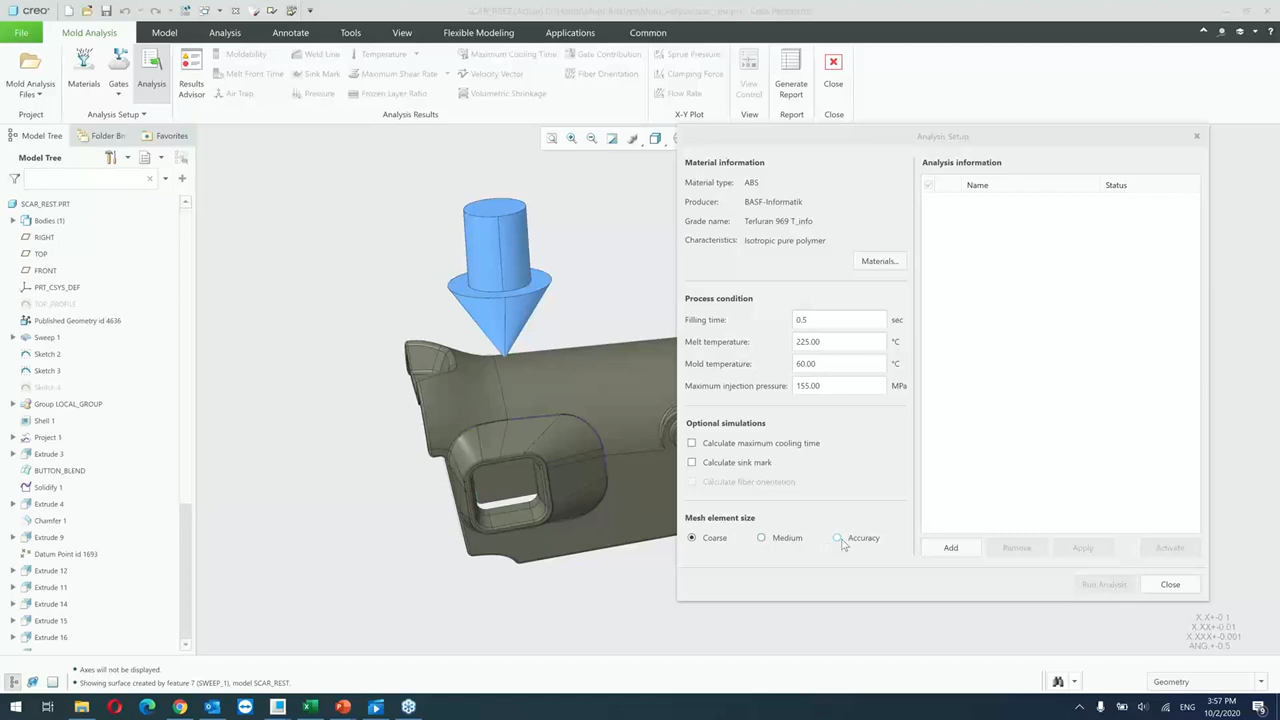 creo
File
Mold Analysis
Model
Analysis
Annotate
Tools
View
Flexible Modeling
Applications
Common
Mold Analysis Files
Materials
Gates
Analysis
Results Advisor
Moldability
Melt Front Time
Air Trap
Weld Line
Sink Mark
Pressure
Temperature
Maximum Shear Rate
Frozen Layer Ratio
Maximum Cooling Time
Velocity Vector
Volumetric Shrinkage
Gate Contribution
Fiber Orientation
Sprue Pressure
Clamping Force
Flow Rate
View Control
Generate Report
Close
Project
Analysis Setup
Analysis Results
X-Y Plot
View
Report
Close
Model Tree
Folder Br
Favorites
Model Tree
SCAR_REST.PRT
Bodies (1)
RIGHT
TOP
FRONT
PRT_CSYS_DEF
TOP_PROFILE
Published Geometry id 4636
Sweep 1
Sketch 2
Sketch 3
Sketch 4
Group LOCAL_GROUP
Shell 1
Project 1
Extrude 3
BUTTON_BLEND
Solidify 1
Extrude 4
Chamfer 1
Extrude 9
Datum Point id 1693
Extrude 12
Extrude 11
Extrude 14
Extrude 15
Extrude 16
Analysis Setup
Material information
Material type: ABS
Producer: BASF-Informatik
Grade name: Terluran 969 T_info
Characteristics: Isotropic pure polymer
Materials...
Process condition
Filling time: 0.5 sec
Melt temperature: 225.00 °C
Mold temperature: 60.00 °C
Maximum injection pressure: 155.00 MPa
Optional simulations
Calculate maximum cooling time
Calculate sink mark
Calculate fiber orientation
Mesh element size
Coarse Medium Accuracy
Analysis information
Name Status
Add Remove Apply Activate
Run Analysis Close
X.X+-0.1
X.XX+-0.01
X.XXX+-0.001
ANG.+-0.5
• Axes will not be displayed.
• Showing surface created by feature 7 (SWEEP_1), model SCAR_REST.
Geometry
ENG
3:57 PM
10/2/2020